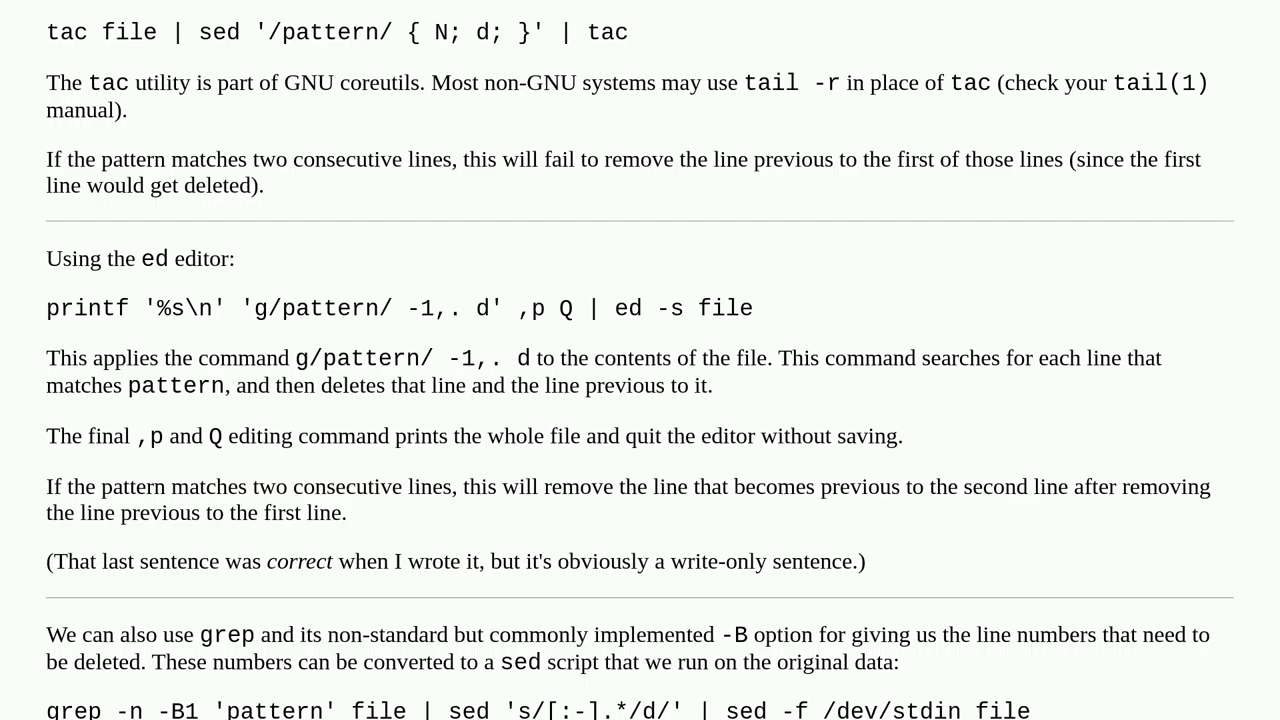 tac file | sed '/pattern/ { N; d; }' | tac
The tac utility is part of GNU coreutils. Most non-GNU systems may use tail -r in place of tac (check your tail(1)
manual).
If the pattern matches two consecutive lines, this will fail to remove the line previous to the first of those lines (since the first
line would get deleted).
Using the ed editor:
printf '%s\n' 'g/pattern/ -1,. d' ,p Q | ed -s file
This applies the command g/pattern/ -1,. d to the contents of the file. This command searches for each line that
matches pattern, and then deletes that line and the line previous to it.
The final ,p and Q editing command prints the whole file and quit the editor without saving.
If the pattern matches two consecutive lines, this will remove the line that becomes previous to the second line after removing
the line previous to the first line.
(That last sentence was correct when I wrote it, but it's obviously a write-only sentence.)
We can also use grep and its non-standard but commonly implemented -B option for giving us the line numbers that need to
be deleted. These numbers can be converted to a sed script that we run on the original data:
grep -n -B1 'pattern' file | sed 's/[:-].*/d/' | sed -f /dev/stdin file